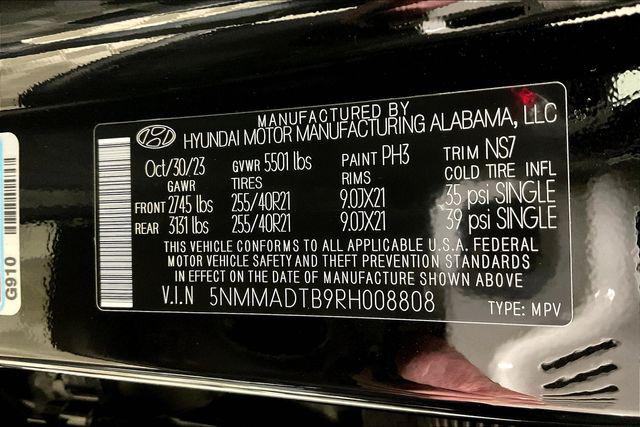 MANUFACTURED BY
HYUNDAI MOTOR MANUFACTURING ALABAMA, LLC
Oct/30/23 GVWR 5501 lbs PAINT PH3 TRIM NS7
GAWR TIRES RIMS COLD TIRE INFL
FRONT 2745 lbs 255/40R21 9.0JX21 35 psi SINGLE
REAR 3131 lbs 255/40R21 9.0JX21 39 psi SINGLE
THIS VEHICLE CONFORMS TO ALL APPLICABLE U.S.A. FEDERAL
MOTOR VEHICLE SAFETY AND THEFT PREVENTION STANDARDS
IN EFFECT ON THE DATE OF MANUFACTURE SHOWN ABOVE
V.I.N 5NMMADTB9RH008808 TYPE: MPV
G910